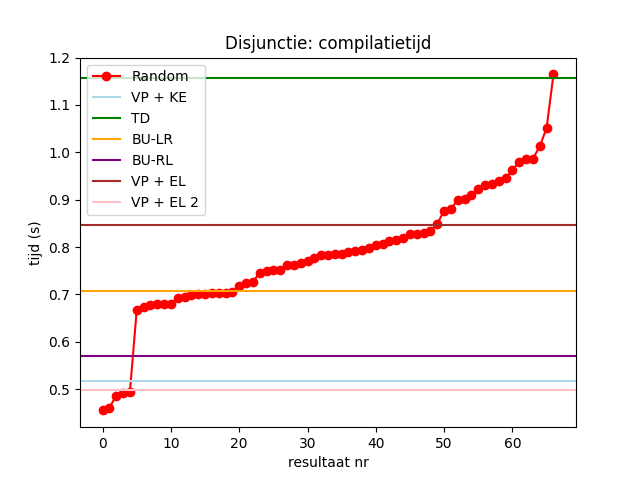 Disjunctie: compilatietijd
1.2
1.1
1.0
0.9
0.8
0.7
0.6
0.5
tijd (s)
Random
VP + KE
TD
BU-LR
BU-RL
VP + EL
VP + EL 2
0 10 20 30 40 50 60
resultaat nr